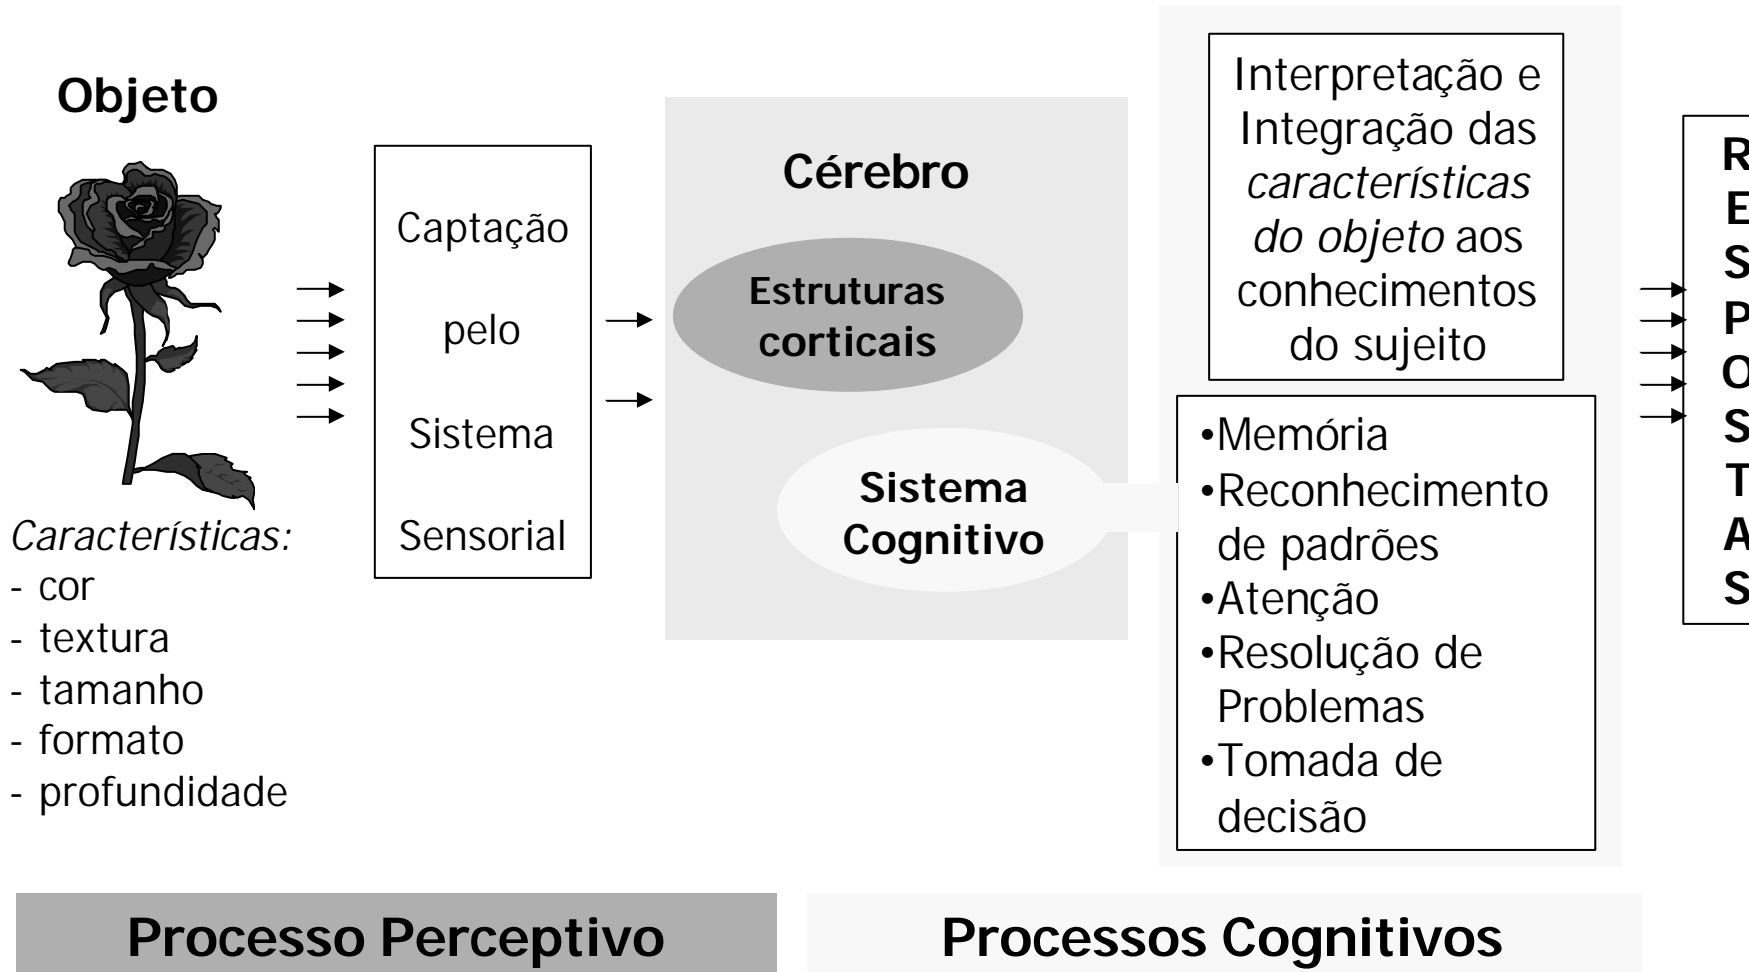 Objeto
Características:
- cor
- textura
- tamanho
- formato
- profundidade
Captação
pelo
Sistema
Sensorial
Cérebro
Estruturas
corticais
Sistema
Cognitivo
Interpretação e
Integração das
características
do objeto aos
conhecimentos
do sujeito
•Memória
•Reconhecimento
de padrões
•Atenção
•Resolução de
Problemas
•Tomada de
decisão
R
E
S
P
O
S
T
A
S
Processo Perceptivo
Processos Cognitivos